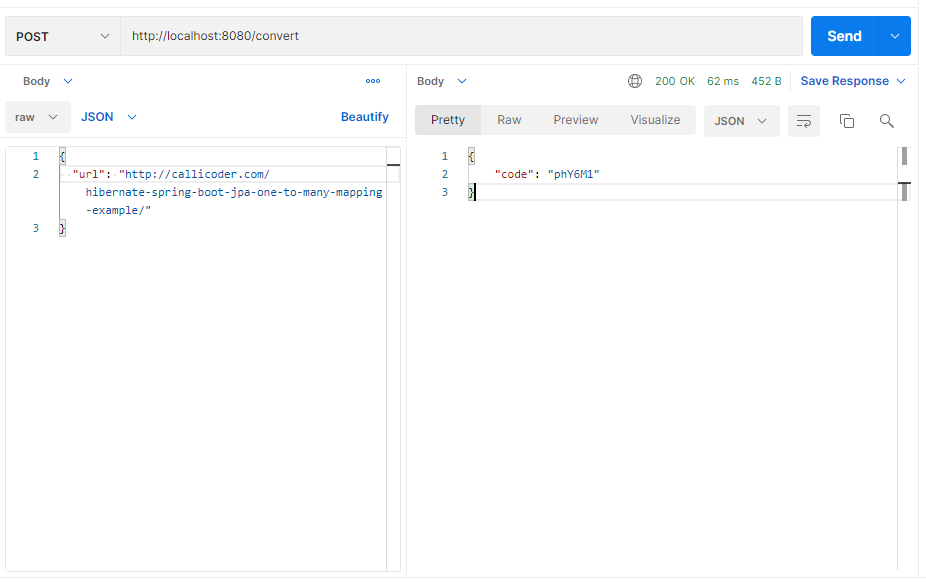 POST http://localhost:8080/convert Send
Body 200 OK 62 ms 452 B Save Response
Body
raw JSON Beautify
Pretty Raw Preview Visualize JSON
1 {
2 "url": "http://callicoder.com/
hibernate-spring-boot-jpa-one-to-many-mapping
-example/"
3 }
1 {
2 "code": "phY6M1"
3 }